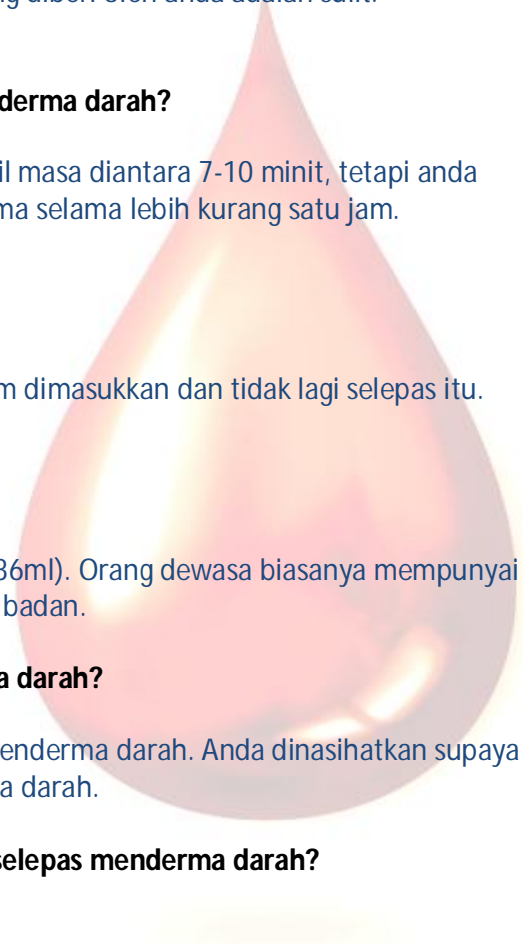 derma darah?
il masa diantara 7-10 minit, tetapi anda
ma selama lebih kurang satu jam.
m dimasukkan dan tidak lagi selepas itu.
36ml). Orang dewasa biasanya mempunyai
badan.
a darah?
enderma darah. Anda dinasihatkan supaya
a darah.
selepas menderma darah?